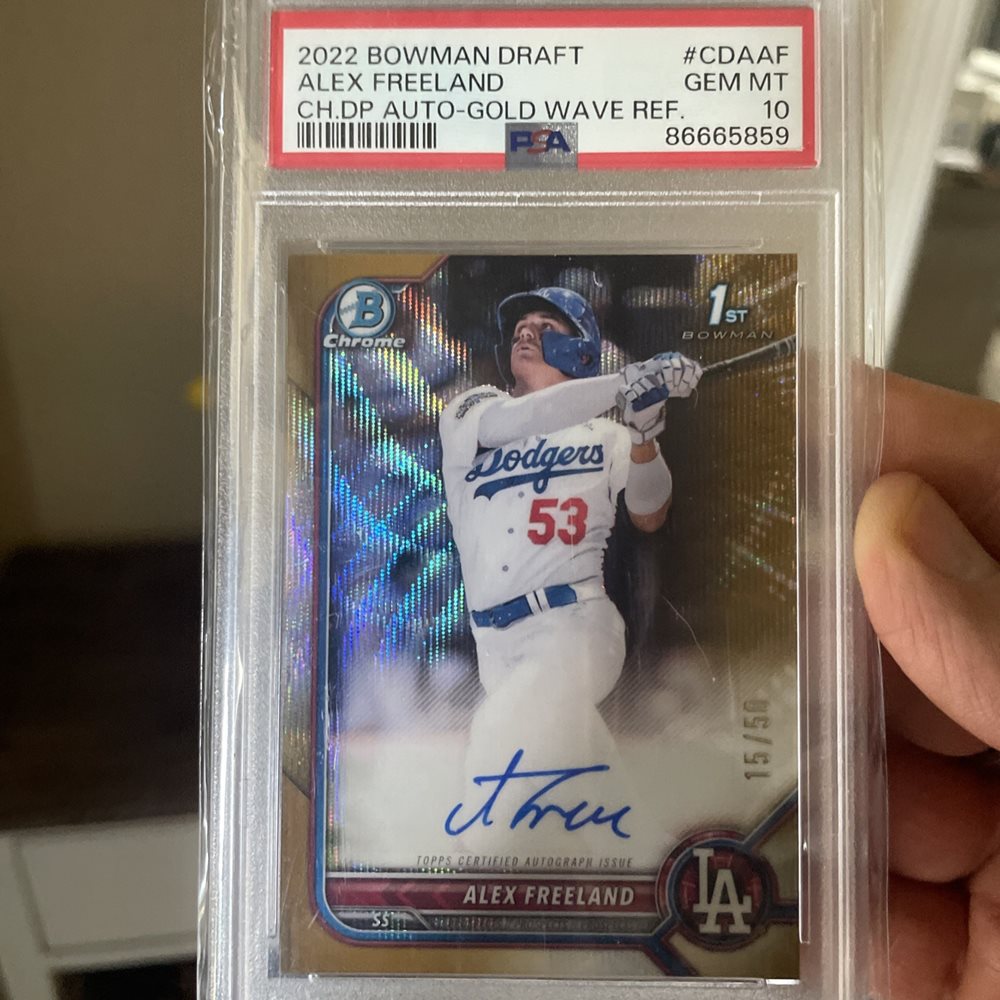 2022 BOWMAN DRAFT #CDAAF
ALEX FREELAND GEM MT
CH.DP AUTO-GOLD WAVE REF. 10
PSA 86665859
B
Chrome
1ST
BOWMAN
Dodgers
53
15/50
TOPPS CERTIFIED AUTOGRAPH ISSUE
ALEX FREELAND
LA
SS